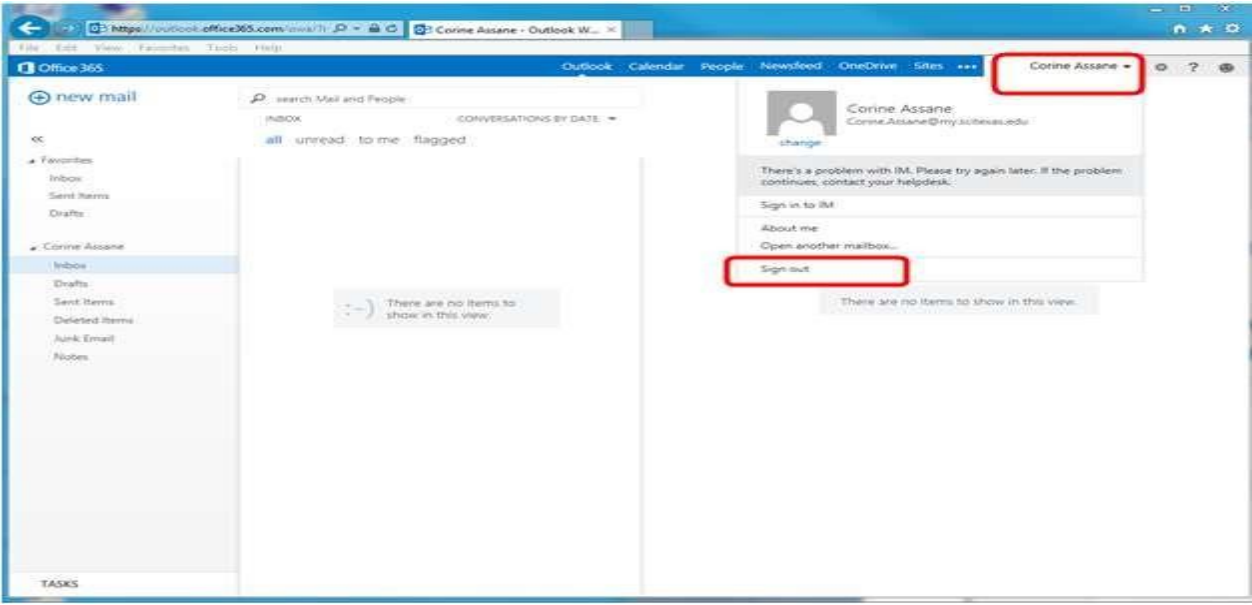 https://outlook.office365.com/owa/
Corine Assane - Outlook W...
File Edit View Favorites Tools Help
Office 365
Outlook Calendar People Newsfeed OneDrive Sites •••
Corine Assane
?
new mail
search Mail and People
INBOX
CONVERSATIONS BY DATE
all unread to me flagged
<<
Favorites
Inbox
Sent Items
Drafts
Corine Assane
Inbox
Drafts
Sent Items
Deleted Items
Junk Email
Notes
TASKS
:-)
There are no items to
show in this view.
Corine Assane
change
There's a problem with IM. Please try again later. If the problem
continues, contact your helpdesk.
Sign in to IM
About me
Open another mailbox...
Sign out
There are no items to show in this view.